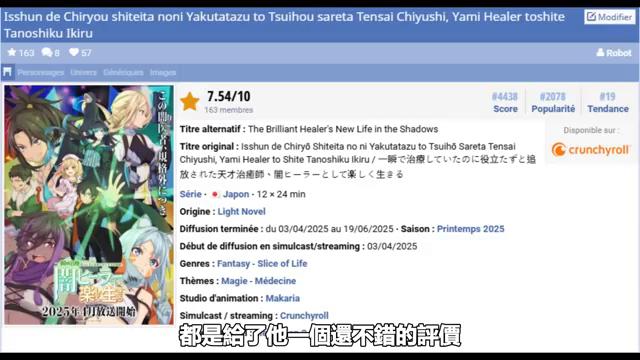 Isshun de Chiryou shiteita noni Yakutatazu to Tsuihou sareta Tensai Chiyushi, Yami Healer toshite
Tanoshiku Ikiru
Modifier
163 8 57
Robot
Personnages Univers Génériques Images
7.54/10
163 membres
#4438
Score
#2078
Popularité
#19
Tendance
Titre alternatif : The Brilliant Healer's New Life in the Shadows
Titre original : Isshun de Chiryō Shiteita no ni Yakutatazu to Tsuihō Sareta Tensai
Chiyushi, Yami Healer to Shite Tanoshiku Ikiru / 一瞬で治療していたのに役立たずと追
放された天才治癒師、闇ヒーラーとして楽しく生きる
Disponible sur :
crunchyroll
Série - Japon - 12 × 24 min
Origine : Light Novel
Diffusion terminée : du 03/04/2025 au 19/06/2025 - Saison : Printemps 2025
Début de diffusion en simulcast/streaming : 03/04/2025
Genres : Fantasy - Slice of Life
Thèmes : Magie - Médecine
Studio d'animation : Makaria
Simulcast / streaming : Crunchyroll
この闇医者、規格外につき
闇ヒーラー
楽しく生きる
2025年4月放送開始
都是給了他一個還不錯的評價